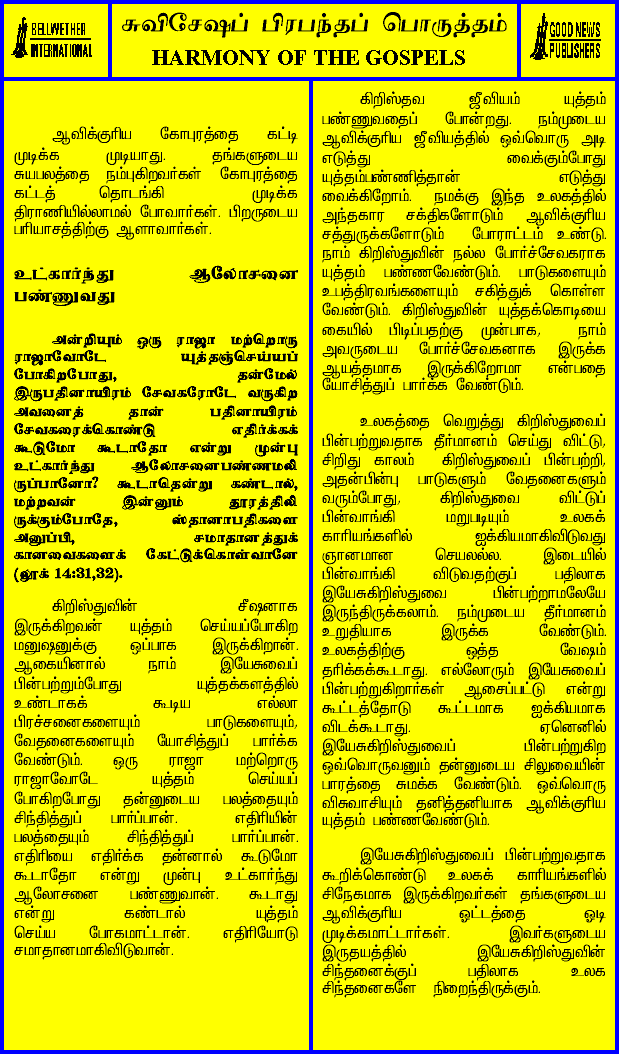 BELLWETHER
INTERNATIONAL
சுவிசேஷப் பிரபந்தப் பொருத்தம்
HARMONY OF THE GOSPELS
GOOD NEWS
PUBLISHERS
ஆவிக்குரிய கோபுரத்தை கட்டி
முடிக்க முடியாது. தங்களுடைய
சுயபலத்தை நம்புகிறவர்கள் கோபுரத்தை
கட்டத் தொடங்கி முடிக்க
திராணியில்லாமல் போவார்கள். பிறருடைய
பரியாசத்திற்கு ஆளாவார்கள்.
உட்கார்ந்து ஆலோசனை
பண்ணுவது
அன்றியும் ஒரு ராஜா மற்றொரு
ராஜாவோடே யுத்தஞ்செய்யப்
போகிறபோது, தன்மேல்
இருபதினாயிரம் சேவகரோடே வருகிற
அவனைத் தான் பதினாயிரம்
சேவகரைக்கொண்டு எதிர்க்கக்
கூடுமோ கூடாதோ என்று முன்பு
உட்கார்ந்து ஆலோசனைபண்ணமலி
ருப்பானோ? கூடாதென்று கண்டால்,
மற்றவன் இன்னும் தூரத்திலி
ருக்கும்போதே, ஸ்தானாபதிகளை
அனுப்பி, சமாதானத்துக்
கானவைகளைக் கேட்டுக்கொள்வானே
(லூக் 14:31,32).
கிறிஸ்துவின் சீஷனாக
இருக்கிறவன் யுத்தம் செய்யப்போகிற
மனுஷனுக்கு ஒப்பாக இருக்கிறான்.
ஆகையினால் நாம் இயேசுவைப்
பின்பற்றும்போது யுத்தக்களத்தில்
உண்டாகக் கூடிய எல்லா
பிரச்சனைகளையும் பாடுகளையும்,
வேதனைகளையும் யோசித்துப் பார்க்க
வேண்டும். ஒரு ராஜா மற்றொரு
ராஜாவோடே யுத்தம் செய்யப்
போகிறபோது தன்னுடைய பலத்தையும்
சிந்தித்துப் பார்ப்பான். எதிரியின்
பலத்தையும் சிந்தித்துப் பார்ப்பான்.
எதிரியை எதிர்க்க தன்னால் கூடுமோ
கூடாதோ என்று முன்பு உட்கார்ந்து
ஆலோசனை பண்ணுவான். கூடாது
என்று கண்டால் யுத்தம்
செய்ய போகமாட்டான். எதிரியோடு
சமாதானமாகிவிடுவான்.
கிறிஸ்தவ ஜீவியம் யுத்தம்
பண்ணுவதைப் போன்றது. நம்முடைய
ஆவிக்குரிய ஜீவியத்தில் ஒவ்வொரு அடி
எடுத்து வைக்கும்போது
யுத்தம்பண்ணித்தான் எடுத்து
வைக்கிறோம். நமக்கு இந்த உலகத்தில்
அந்தகார சக்திகளோடும் ஆவிக்குரிய
சத்துருக்களோடும் போராட்டம் உண்டு.
நாம் கிறிஸ்துவின் நல்ல போர்ச்சேவகராக
யுத்தம் பண்ணவேண்டும். பாடுகளையும்
உபத்திரவங்களையும் சகித்துக் கொள்ள
வேண்டும். கிறிஸ்துவின் யுத்தக்கொடியை
கையில் பிடிப்பதற்கு முன்பாக, நாம்
அவருடைய போர்ச்சேவகனாக இருக்க
ஆயத்தமாக இருக்கிறோமா என்பதை
யோசித்துப் பார்க்க வேண்டும்.
உலகத்தை வெறுத்து கிறிஸ்துவைப்
பின்பற்றுவதாக தீர்மானம் செய்து விட்டு,
சிறிது காலம் கிறிஸ்துவைப் பின்பற்றி,
அதன்பின்பு பாடுகளும் வேதனைகளும்
வரும்போது, கிறிஸ்துவை விட்டுப்
பின்வாங்கி மறுபடியும் உலகக்
காரியங்களில் ஐக்கியமாகிவிடுவது
ஞானமான செயலல்ல. இடையில்
பின்வாங்கி விடுவதற்குப் பதிலாக
இயேசுகிறிஸ்துவை பின்பற்றாமலேயே
இருந்திருக்கலாம். நம்முடைய தீர்மானம்
உறுதியாக இருக்க வேண்டும்.
உலகத்திற்கு ஒத்த வேஷம்
தரிக்கக்கூடாது. எல்லோரும் இயேசுவைப்
பின்பற்றுகிறார்கள் ஆசைப்பட்டு என்று
கூட்டத்தோடு கூட்டமாக ஐக்கியமாக
விடக்கூடாது. ஏனெனில்
இயேசுகிறிஸ்துவைப் பின்பற்றுகிற
ஒவ்வொருவனும் தன்னுடைய சிலுவையின்
பாரத்தை சுமக்க வேண்டும். ஒவ்வொரு
விசுவாசியும் தனித்தனியாக ஆவிக்குரிய
யுத்தம் பண்ணவேண்டும்.
இயேசுகிறிஸ்துவைப் பின்பற்றுவதாக
கூறிக்கொண்டு உலகக் காரியங்களில்
சிநேகமாக இருக்கிறவர்கள் தங்களுடைய
ஆவிக்குரிய ஓட்டத்தை ஓடி
முடிக்கமாட்டார்கள். இவர்களுடைய
இருதயத்தில் இயேசுகிறிஸ்துவின்
சிந்தனைக்குப் பதிலாக உலக
சிந்தனைகளே நிறைந்திருக்கும்.